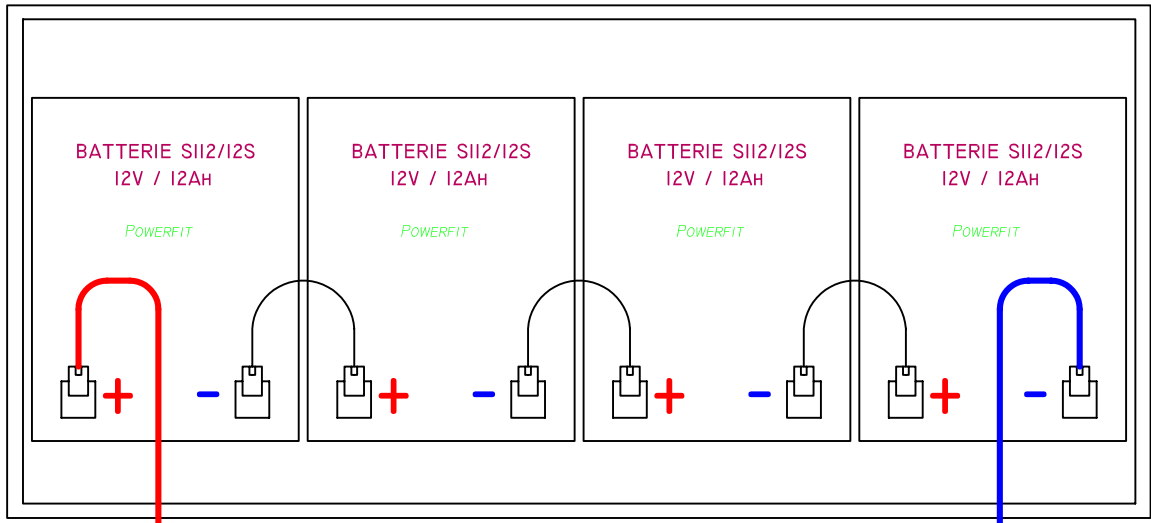 BATTERIE S112/12S
12V / 12AH
POWERFIT
+ -
BATTERIE S112/12S
12V / 12AH
POWERFIT
+ -
BATTERIE S112/12S
12V / 12AH
POWERFIT
+ -
BATTERIE S112/12S
12V / 12AH
POWERFIT
+ -